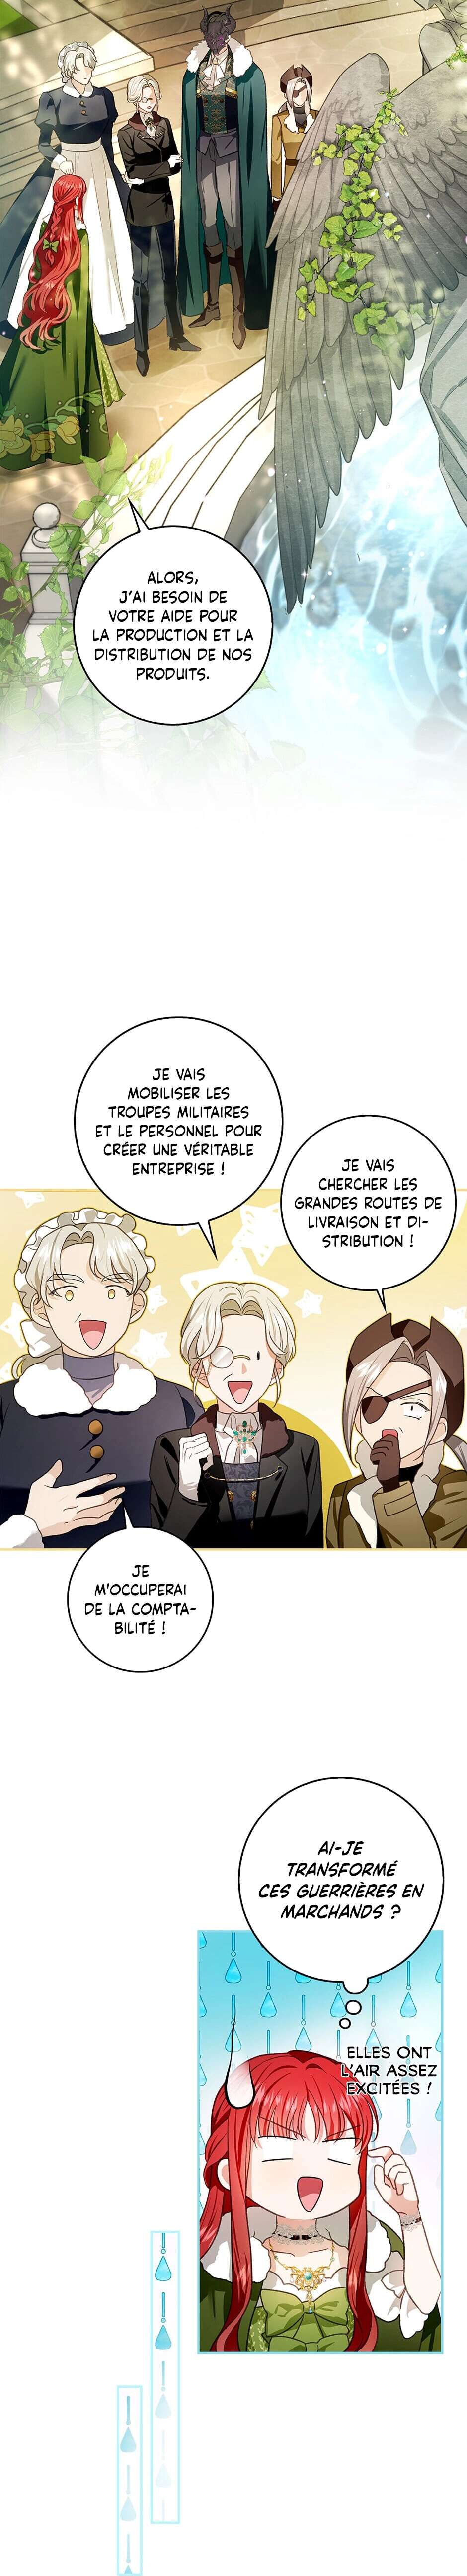 ALORS,
J'AI BESOIN DE
VOTRE AIDE POUR
LA PRODUCTION ET LA
DISTRIBUTION DE NOS
PRODUITS.
JE VAIS
MOBILISER LES
TROUPES MILITAIRES
ET LE PERSONNEL POUR
CRÉER UNE VÉRITABLE
ENTREPRISE !
JE VAIS
CHERCHER LES
GRANDES ROUTES DE
LIVRAISON ET DI-
STRIBUTION !
JE
M'OCCUPERAI
DE LA COMPTA-
BILITÉ !
AI-JE
TRANSFORMÉ
CES GUERRIÈRES EN
MARCHANDS ?
ELLES ONT
L'AIR ASSEZ
EXCITÉES !